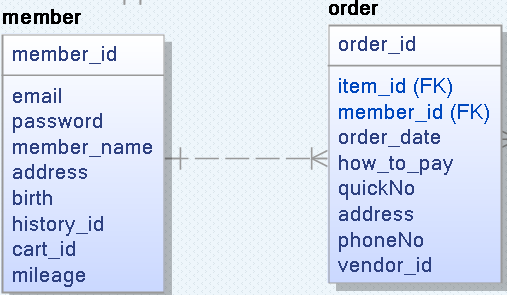 member
member_id
email
password
member_name
address
birth
history_id
cart_id
mileage
order
order_id
item_id (FK)
member_id (FK)
order_date
how_to_pay
quickNo
address
phoneNo
vendor_id